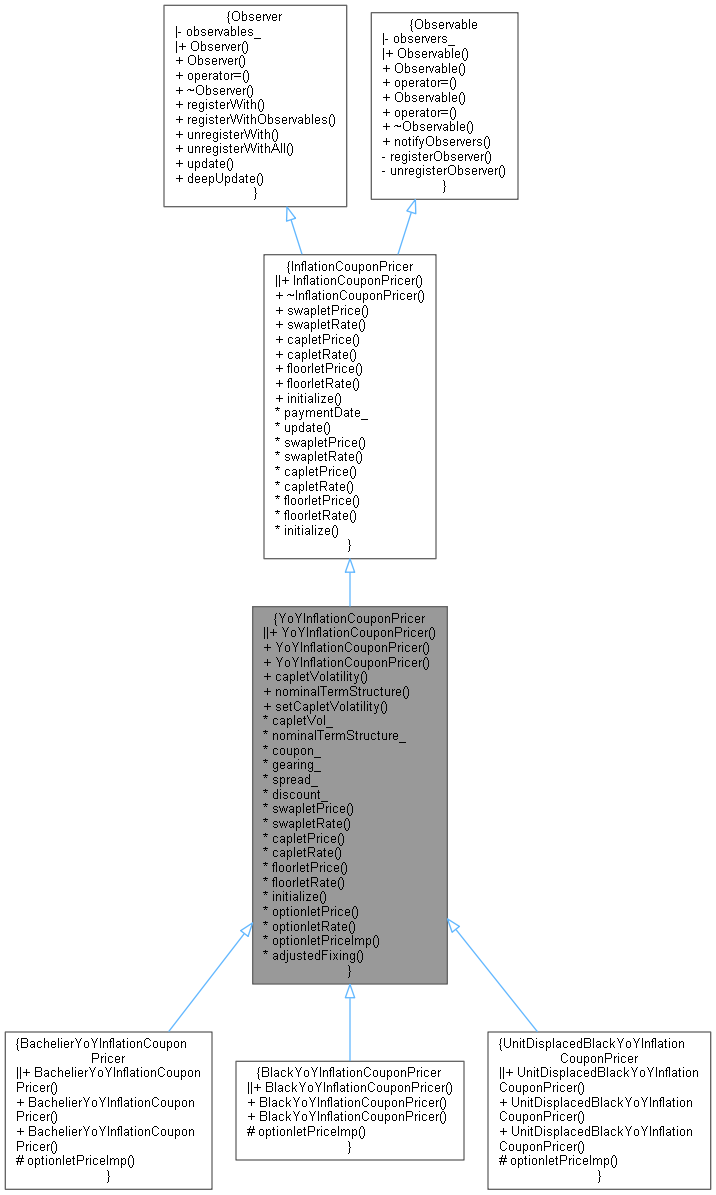 {Observer
|- observables_
|+ Observer()
+ Observer()
+ operator=()
+ ~Observer()
+ registerWith()
+ registerWithObservables()
+ unregisterWith()
+ unregisterWithAll()
+ update()
+ deepUpdate()
}
{Observable
|- observers_
|+ Observable()
+ Observable()
+ operator=()
+ Observable()
+ operator=()
+ ~Observable()
+ notifyObservers()
- registerObserver()
- unregisterObserver()
}
{InflationCouponPricer
||+ InflationCouponPricer()
+ ~InflationCouponPricer()
+ swapletPrice()
+ swapletRate()
+ capletPrice()
+ capletRate()
+ floorletPrice()
+ floorletRate()
+ initialize()
* paymentDate_
* update()
* swapletPrice()
* swapletRate()
* capletPrice()
* capletRate()
* floorletPrice()
* floorletRate()
* initialize()
}
{YoYInflationCouponPricer
||+ YoYInflationCouponPricer()
+ YoYInflationCouponPricer()
+ YoYInflationCouponPricer()
+ capletVolatility()
+ nominalTermStructure()
+ setCapletVolatility()
* capletVol_
* nominalTermStructure_
* coupon_
* gearing_
* spread_
* discount_
* swapletPrice()
* swapletRate()
* capletPrice()
* capletRate()
* floorletPrice()
* floorletRate()
* initialize()
* optionletPrice()
* optionletRate()
* optionletPriceImp()
* adjustedFixing()
}
{BachelierYoYInflationCoupon
Pricer
||+ BachelierYoYInflationCoupon
Pricer()
+ BachelierYoYInflationCoupon
Pricer()
+ BachelierYoYInflationCoupon
Pricer()
# optionletPriceImp()
}
{BlackYoYInflationCouponPricer
||+ BlackYoYInflationCouponPricer()
+ BlackYoYInflationCouponPricer()
+ BlackYoYInflationCouponPricer()
# optionletPriceImp()
}
{UnitDisplacedBlackYoYInflation
CouponPricer
||+ UnitDisplacedBlackYoYInflation
CouponPricer()
+ UnitDisplacedBlackYoYInflation
CouponPricer()
+ UnitDisplacedBlackYoYInflation
CouponPricer()
# optionletPriceImp()
}